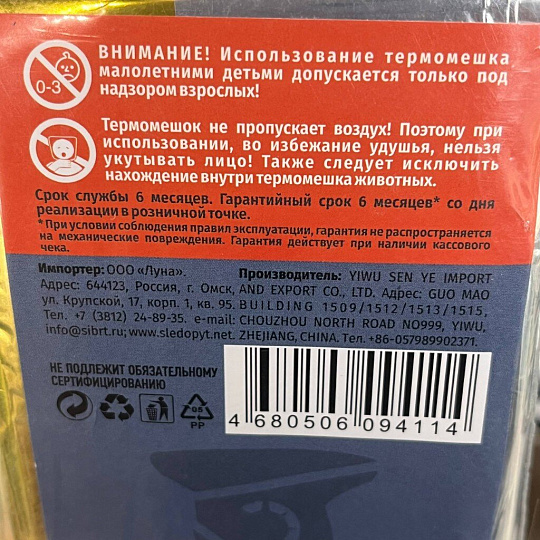 0-3
ВНИМАНИЕ! Использование термомешка
малолетними детьми допускается только под
надзором взрослых!
Термомешок не пропускает воздух! Поэтому при
использовании, во избежание удушья, нельзя
укутывать лицо! Также следует исключить
нахождение внутри термомешка животных.
Срок службы 6 месяцев. Гарантийный срок 6 месяцев* со дня
реализации в розничной точке.
*При условии соблюдения правил эксплуатации, гарантия не распространяется
на механические повреждения. Гарантия действует при наличии кассового
чека.
Импортер: ООО «Луна».
Адрес: 644123, Россия, г. Омск,
ул. Крупской, 17, корп. 1, кв. 95.
Тел. +7 (3812) 24-89-35. e-mail:
info@sibrt.ru;www.sledopyt.net.
Производитель: YIWU SEN YE IMPORT
AND EXPORT CO., LTD. Адрес: GUO MAO
BUILDING 1509/1512/1513/1515,
CHOUZHOU NORTH ROAD NO999, YIWU,
ZHEJIANG, CHINA. Тел. +86-057989902371.
НЕ ПОДЛЕЖИТ ОБЯЗАТЕЛЬНОМУ
СЕРТИФИЦИРОВАНИЮ
05
PP
4 680506 094114